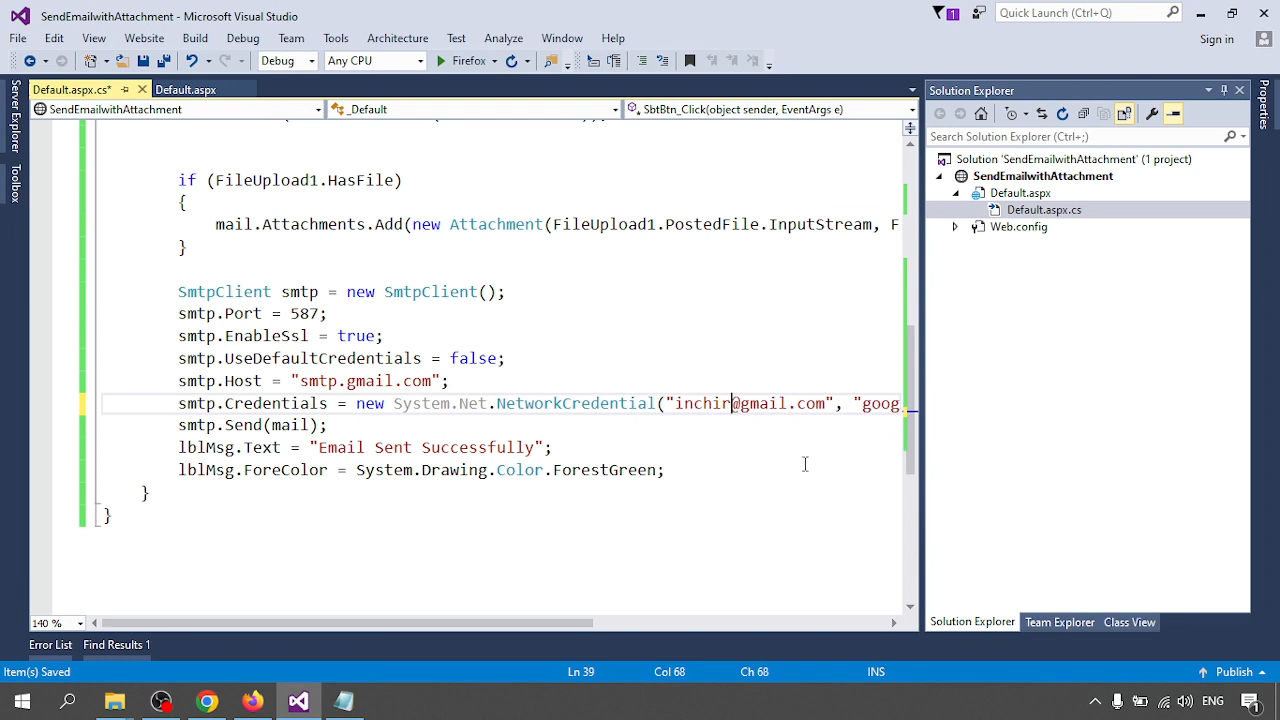 SendEmailwithAttachment - Microsoft Visual Studio
1
Quick Launch (Ctrl+Q)
File Edit View Website Build Debug Team Tools Architecture Test Analyze Window Help
Sign in
Debug Any CPU Firefox
Server Explorer
Toolbox
Default.aspx.cs* Default.aspx
SendEmailwithAttachment _Default SbtBtn_Click(object sender, EventArgs e)
if (FileUpload1.HasFile)
{
mail.Attachments.Add(new Attachment(FileUpload1.PostedFile.InputStream, F
}
SmtpClient smtp = new SmtpClient();
smtp.Port = 587;
smtp.EnableSsl = true;
smtp.UseDefaultCredentials = false;
smtp.Host = "smtp.gmail.com";
smtp.Credentials = new System.Net.NetworkCredential("inchir@gmail.com", "goog
smtp.Send(mail);
lblMsg.Text = "Email Sent Successfully";
lblMsg.ForeColor = System.Drawing.Color.ForestGreen;
}
}
140 %
Solution Explorer
Search Solution Explorer (Ctrl+;)
Solution 'SendEmailwithAttachment' (1 project)
SendEmailwithAttachment
Default.aspx
Default.aspx.cs
Web.config
Solution Explorer Team Explorer Class View
Properties
Error List Find Results 1
Item(s) Saved Ln 39 Col 68 Ch 68 INS Publish
ENG
1